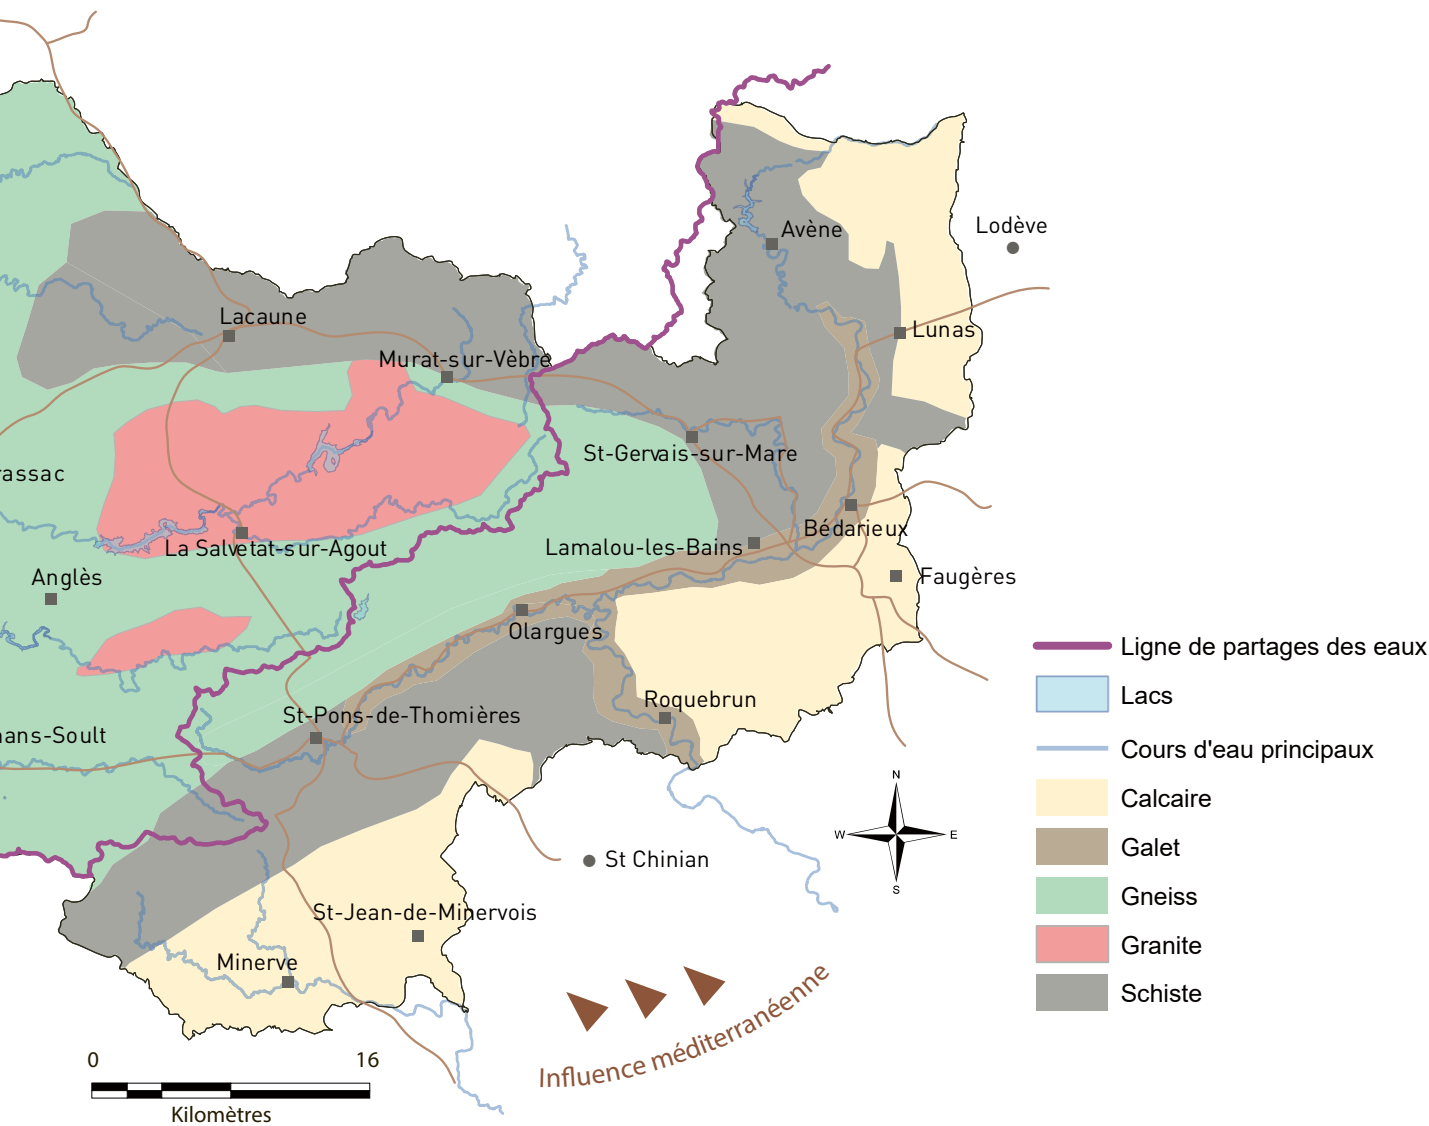 Lodève
Avène
Lacaune
Lunas
Murat-sur-Vèbre
St-Gervais-sur-Mare
rassac
Bédarieux
La Salvetat-sur-Agout
Lamalou-les-Bains
Anglès
Faugères
Olargues
Ligne de partages des eaux
Lacs
Roquebrun
St-Pons-de-Thomières
nans-Soult
Cours d'eau principaux
N
W
E
S
Calcaire
Galet
St Chinian
Gneiss
St-Jean-de-Minervois
Granite
Minerve
Schiste
Influence méditerranéenne
0 16
Kilomètres